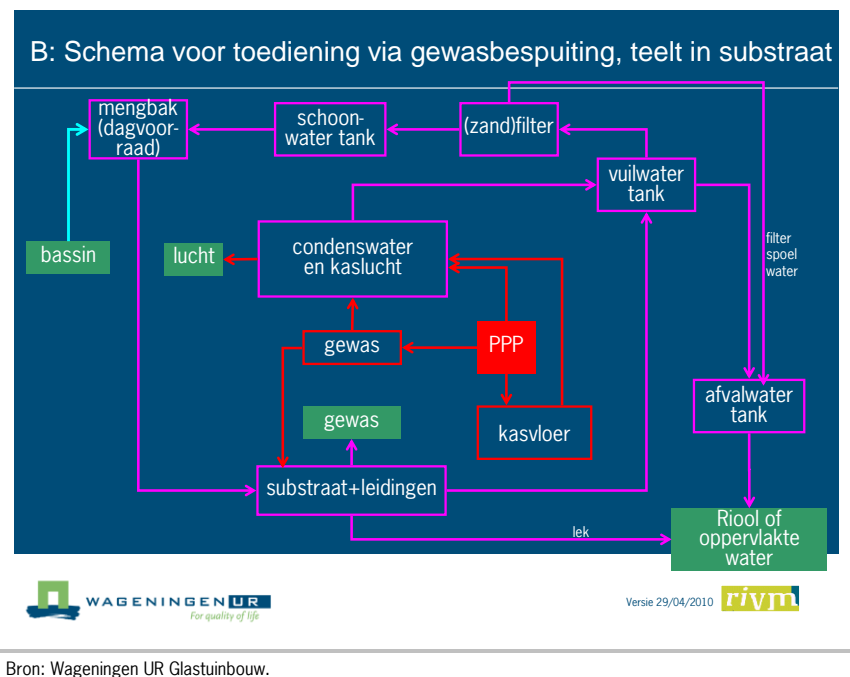 B: Schema voor toediening via gewasbespuiting, teelt in substraat
mengbak
(dagvoor-
raad)
schoon-
water tank
(zand)filter
vuilwater
tank
bassin
lucht
condenswater
en kaslucht
filter
spoel
water
gewas
PPP
afvalwater
tank
gewas
kasvloer
substraat+leidingen
lek
Riool of
oppervlakte
water
WAGENINGEN UR
For quality of life
Versie 29/04/2010
rivm
Bron: Wageningen UR Glastuinbouw.